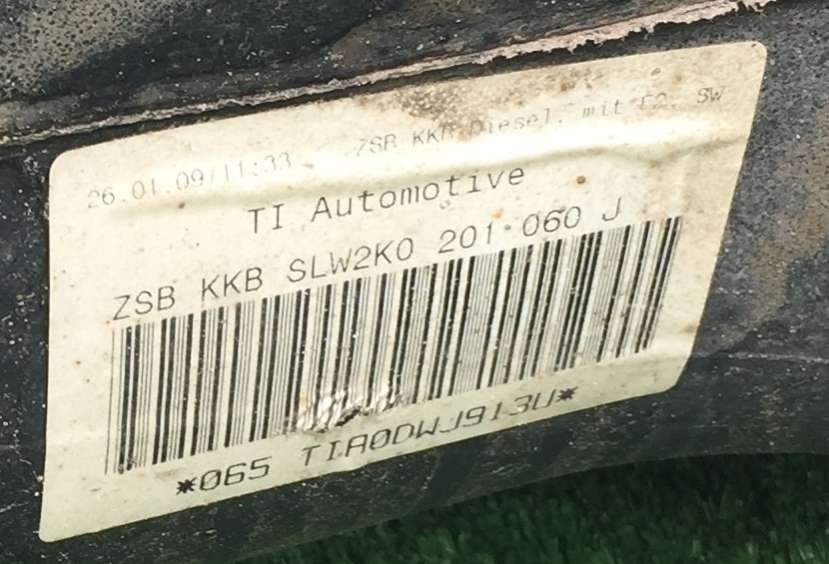 26.01.09/11:33 ZSB KKB Diesel, mit EQ. SW
TI Automotive
ZSB KKB SLW2K0 201 060 J
*065 TIA0DWJ913U*